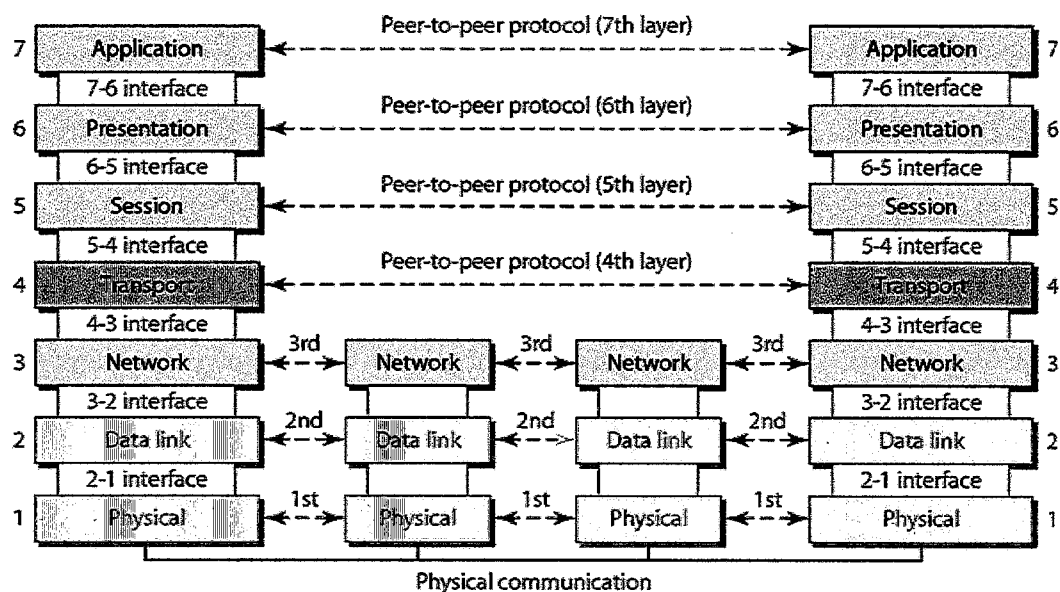 Peer-to-peer protocol (7th layer)
7 Application Application 7
7-6 interface 7-6 interface
Peer-to-peer protocol (6th layer)
6 Presentation Presentation 6
6-5 interface 6-5 interface
Peer-to-peer protocol (5th layer)
5 Session Session 5
5-4 interface 5-4 interface
Peer-to-peer protocol (4th layer)
4 Transport Transport 4
4-3 interface 4-3 interface
3rd 3rd 3rd
3 Network Network Network Network 3
3-2 interface 3-2 interface
2nd 2nd 2nd
2 Data link Data link Data link Data link 2
2-1 interface 2-1 interface
1st 1st 1st
1 Physical Physical Physical Physical 1
Physical communication